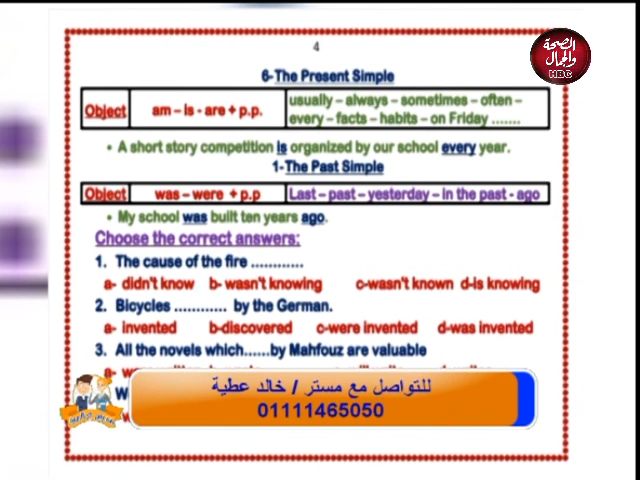 4
الصحة
والجمال
HBC
6- The Present Simple
Object am – is - are + p.p. usually – always – sometimes – often –
every – facts – habits – on Friday .......
• A short story competition is organized by our school every year.
1-The Past Simple
Object was – were + p.p Last – past – yesterday – in the past - ago
• My school was built ten years ago.
Choose the correct answers:
1. The cause of the fire ............
a- didn't know b- wasn't knowing c-wasn't known d-is knowing
2. Bicycles ............ by the German.
a- invented b-discovered c-were invented d-was invented
3. All the novels which......by Mahfouz are valuable
للتواصل مع مستر / خالد عطية
01111465050